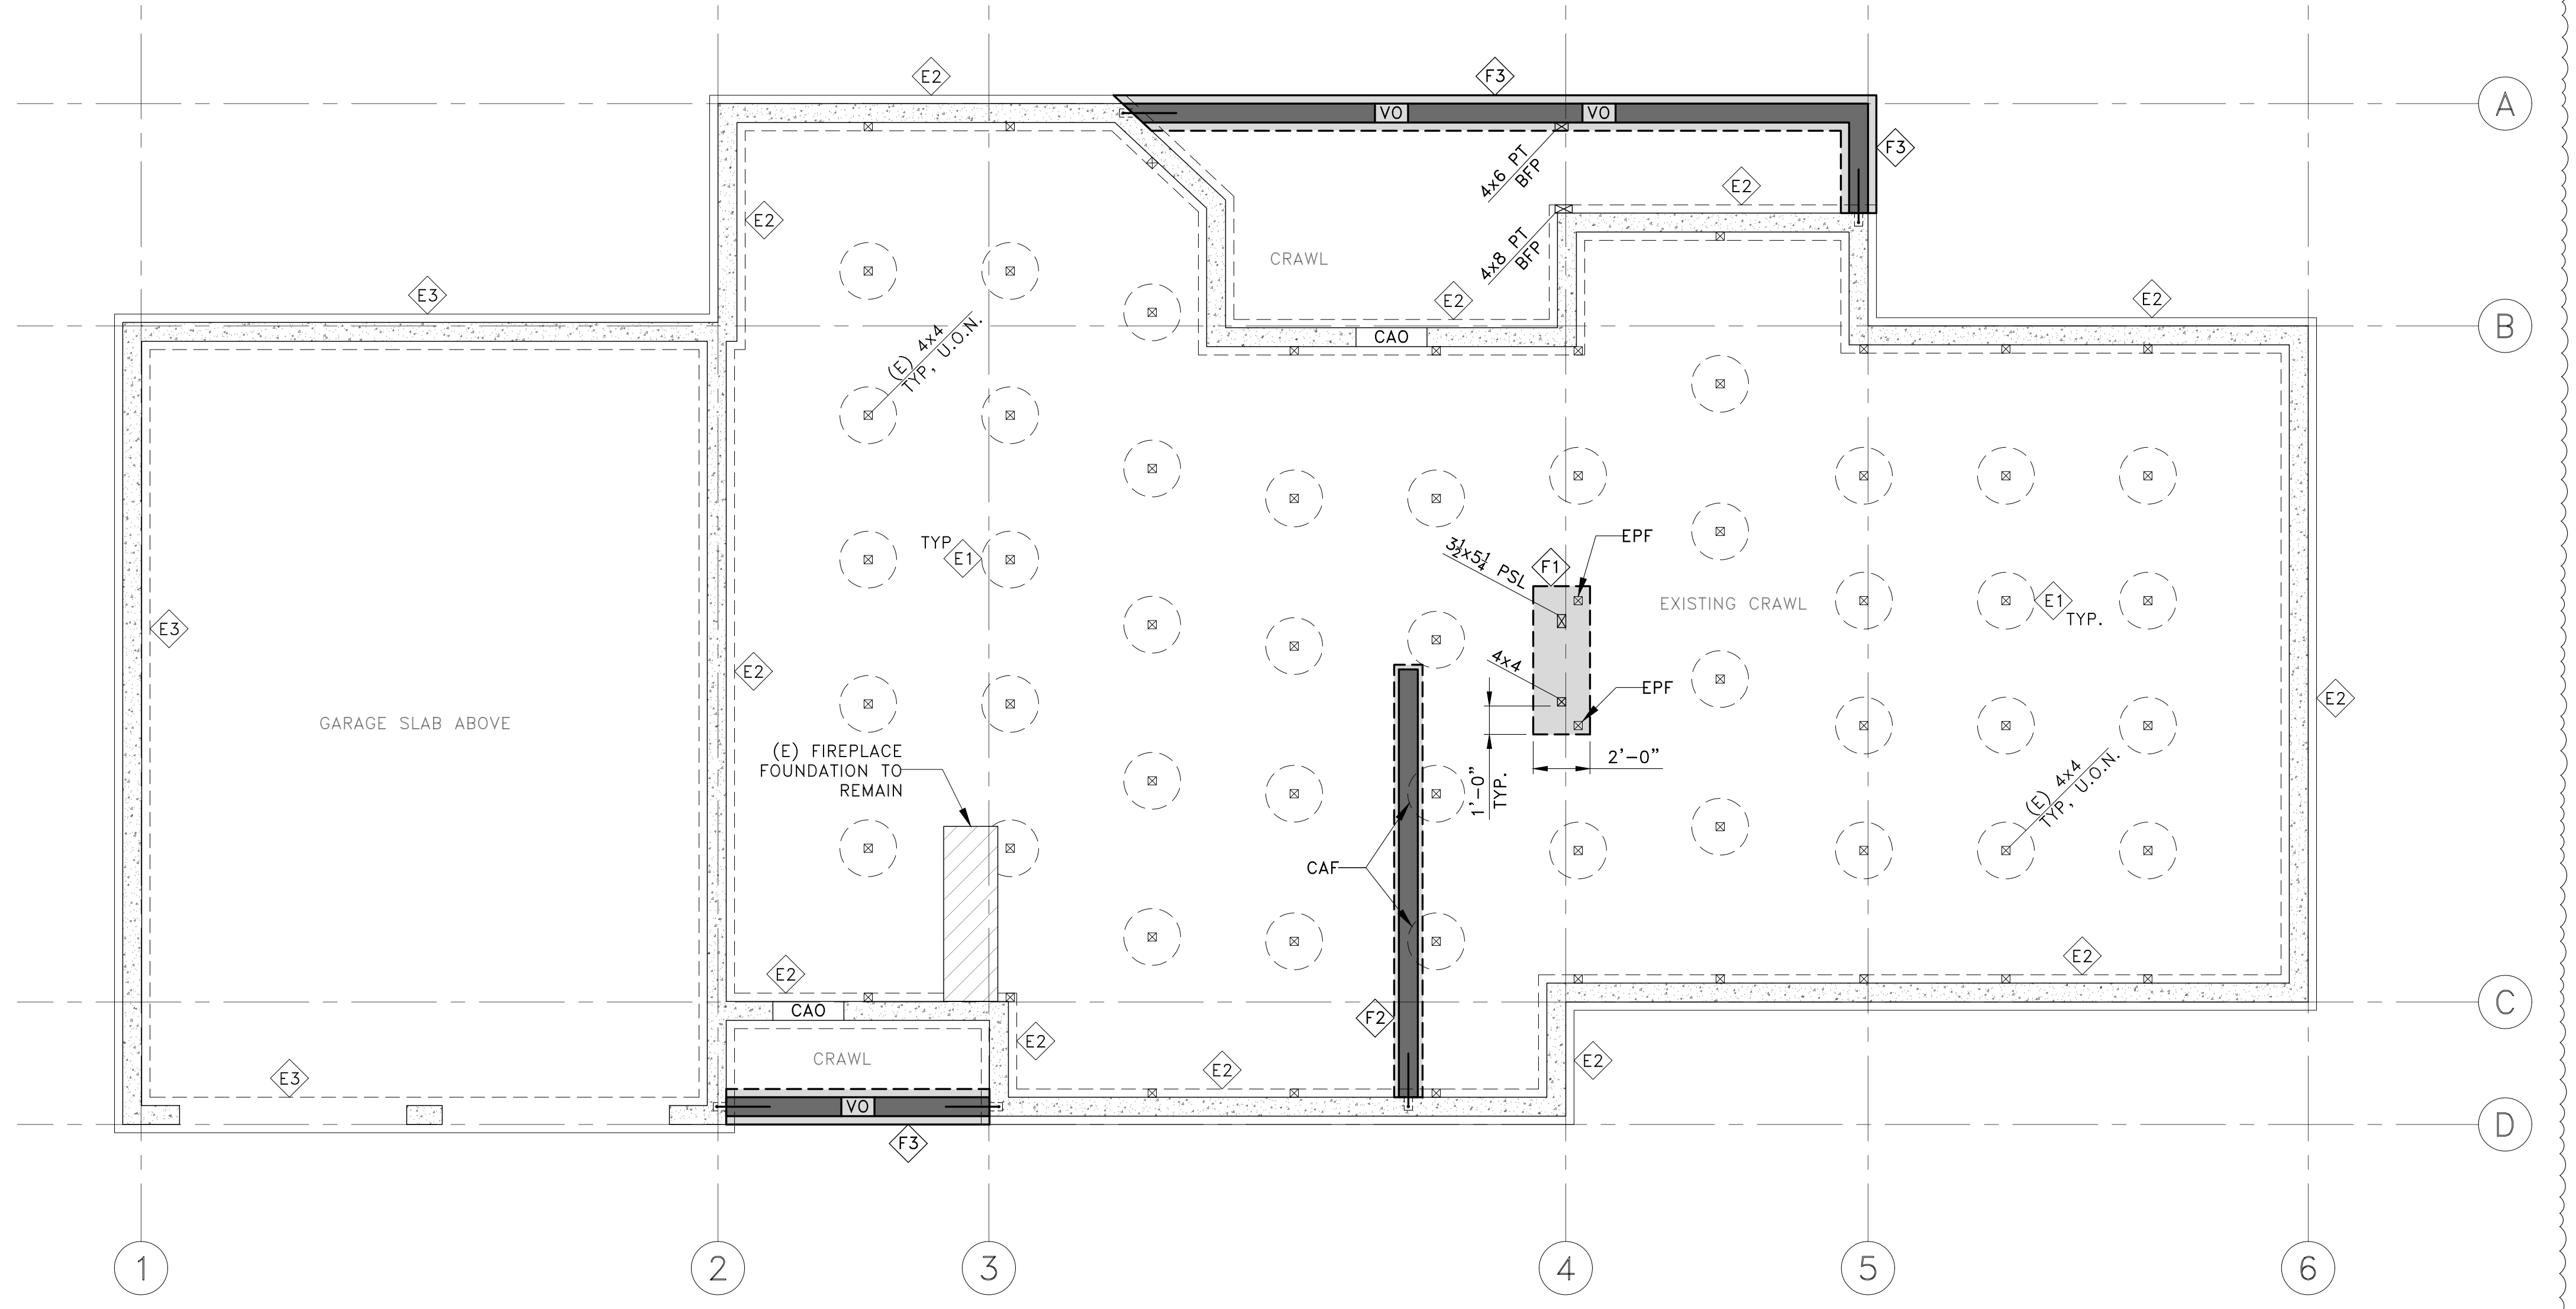 E2
F3
A
VO
VO
F3
4x6 PT
BFP
E2
E2
4x8 PT
BFP
CRAWL
E3
E2
E2
B
CAO
(E) 4x4
TYP, U.O.N.
TYP
E1
3½x5¼ PSL
F1
EPF
EXISTING CRAWL
E1
TYP.
E3
4x4
E2
EPF
E2
GARAGE SLAB ABOVE
(E) FIREPLACE
FOUNDATION TO
REMAIN
2'-0"
1'-0"
TYP.
(E) 4x4
TYP, U.O.N.
CAF
E2
E2
CAO
F2
C
E2
CRAWL
E2
E2
E3
VO
D
F3
1
2
3
4
5
6